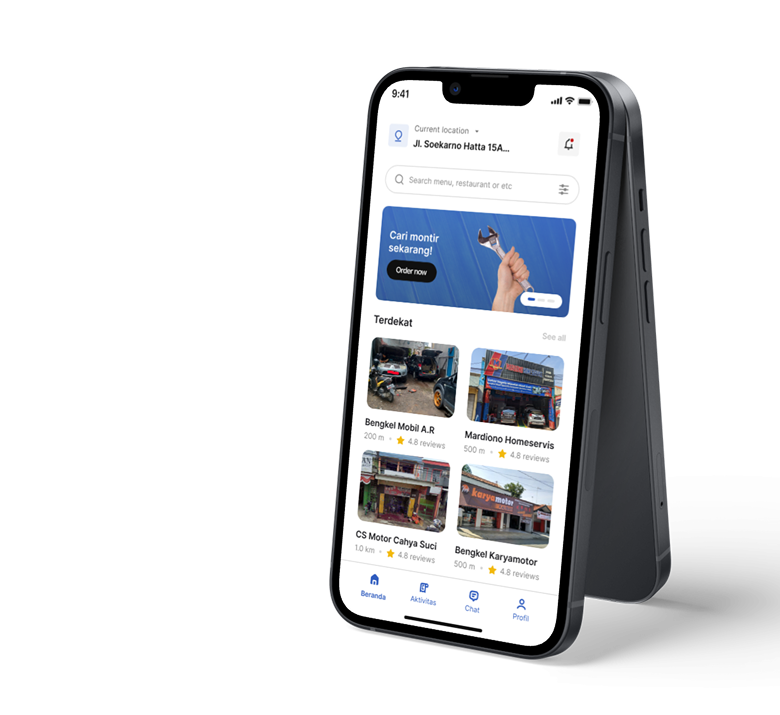 9:41
Current location
Jl. Soekarno Hatta 15A...
Search menu, restaurant or etc
Cari montir
sekarang!
Order now
Terdekat
See all
Bengkel Mobil A.R
200 m • 4.8 reviews
Mardiono Homeservis
500 m • 4.8 reviews
karyamotor
CS Motor Cahya Suci
1.0 km • 4.8 reviews
Bengkel Karyamotor
500 m • 4.8 reviews
Beranda
Aktivitas
Chat
Profil